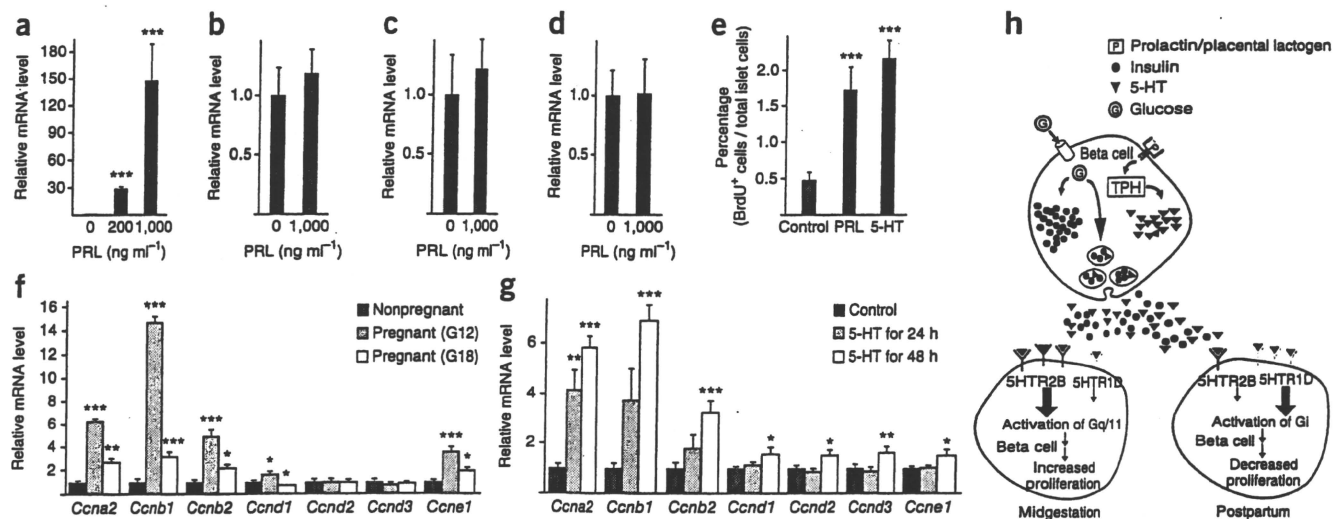 a
Relative mRNA level
180
150
120
90
60
30
***
***
0 200 1,000
PRL (ng ml⁻¹)
b
Relative mRNA level
1.0
0.5
0 1,000
PRL (ng ml⁻¹)
c
Relative mRNA level
1.0
0.5
0 1,000
PRL (ng ml⁻¹)
d
Relative mRNA level
1.0
0.5
0 1,000
PRL (ng ml⁻¹)
e
Percentage
(BrdU⁺ cells / total islet cells)
2.0
1.0
0.5
***
***
Control PRL 5-HT
f
Relative mRNA level
16
14
12
10
8
6
4
2
***
**
***
***
***
*
*
*
***
*
Nonpregnant
Pregnant (G12)
Pregnant (G18)
Ccna2 Ccnb1 Ccnb2 Ccnd1 Ccnd2 Ccnd3 Ccne1
g
Relative mRNA level
6
4
2
**
***
***
***
*
*
**
*
Control
5-HT for 24 h
5-HT for 48 h
Ccna2 Ccnb1 Ccnb2 Ccnd1 Ccnd2 Ccnd3 Ccne1
h
P Prolactin/placental lactogen
Insulin
5-HT
G Glucose
G
Beta cell
P
G
TPH
5HTR2B 5HTR1D
Activation of Gq/11
Beta cell
Increased
proliferation
Midgestation
5HTR2B 5HTR1D
Activation of Gi
Beta cell
Decreased
proliferation
Postpartum